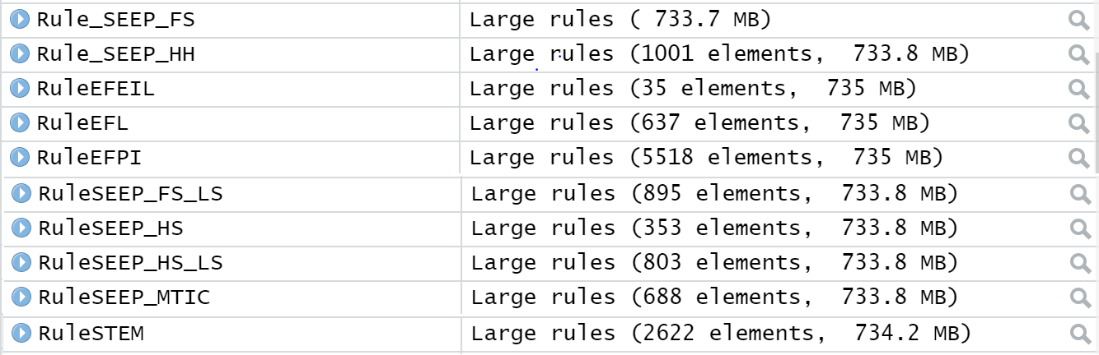 Rule_SEEP_FS Large rules ( 733.7 MB)
Rule_SEEP_HH Large rules (1001 elements, 733.8 MB)
RuleEFEIL Large rules (35 elements, 735 MB)
RuleEFL Large rules (637 elements, 735 MB)
RuleEFPI Large rules (5518 elements, 735 MB)
RuleSEEP_FS_LS Large rules (895 elements, 733.8 MB)
RuleSEEP_HS Large rules (353 elements, 733.8 MB)
RuleSEEP_HS_LS Large rules (803 elements, 733.8 MB)
RuleSEEP_MTIC Large rules (688 elements, 733.8 MB)
RuleSTEM Large rules (2622 elements, 734.2 MB)